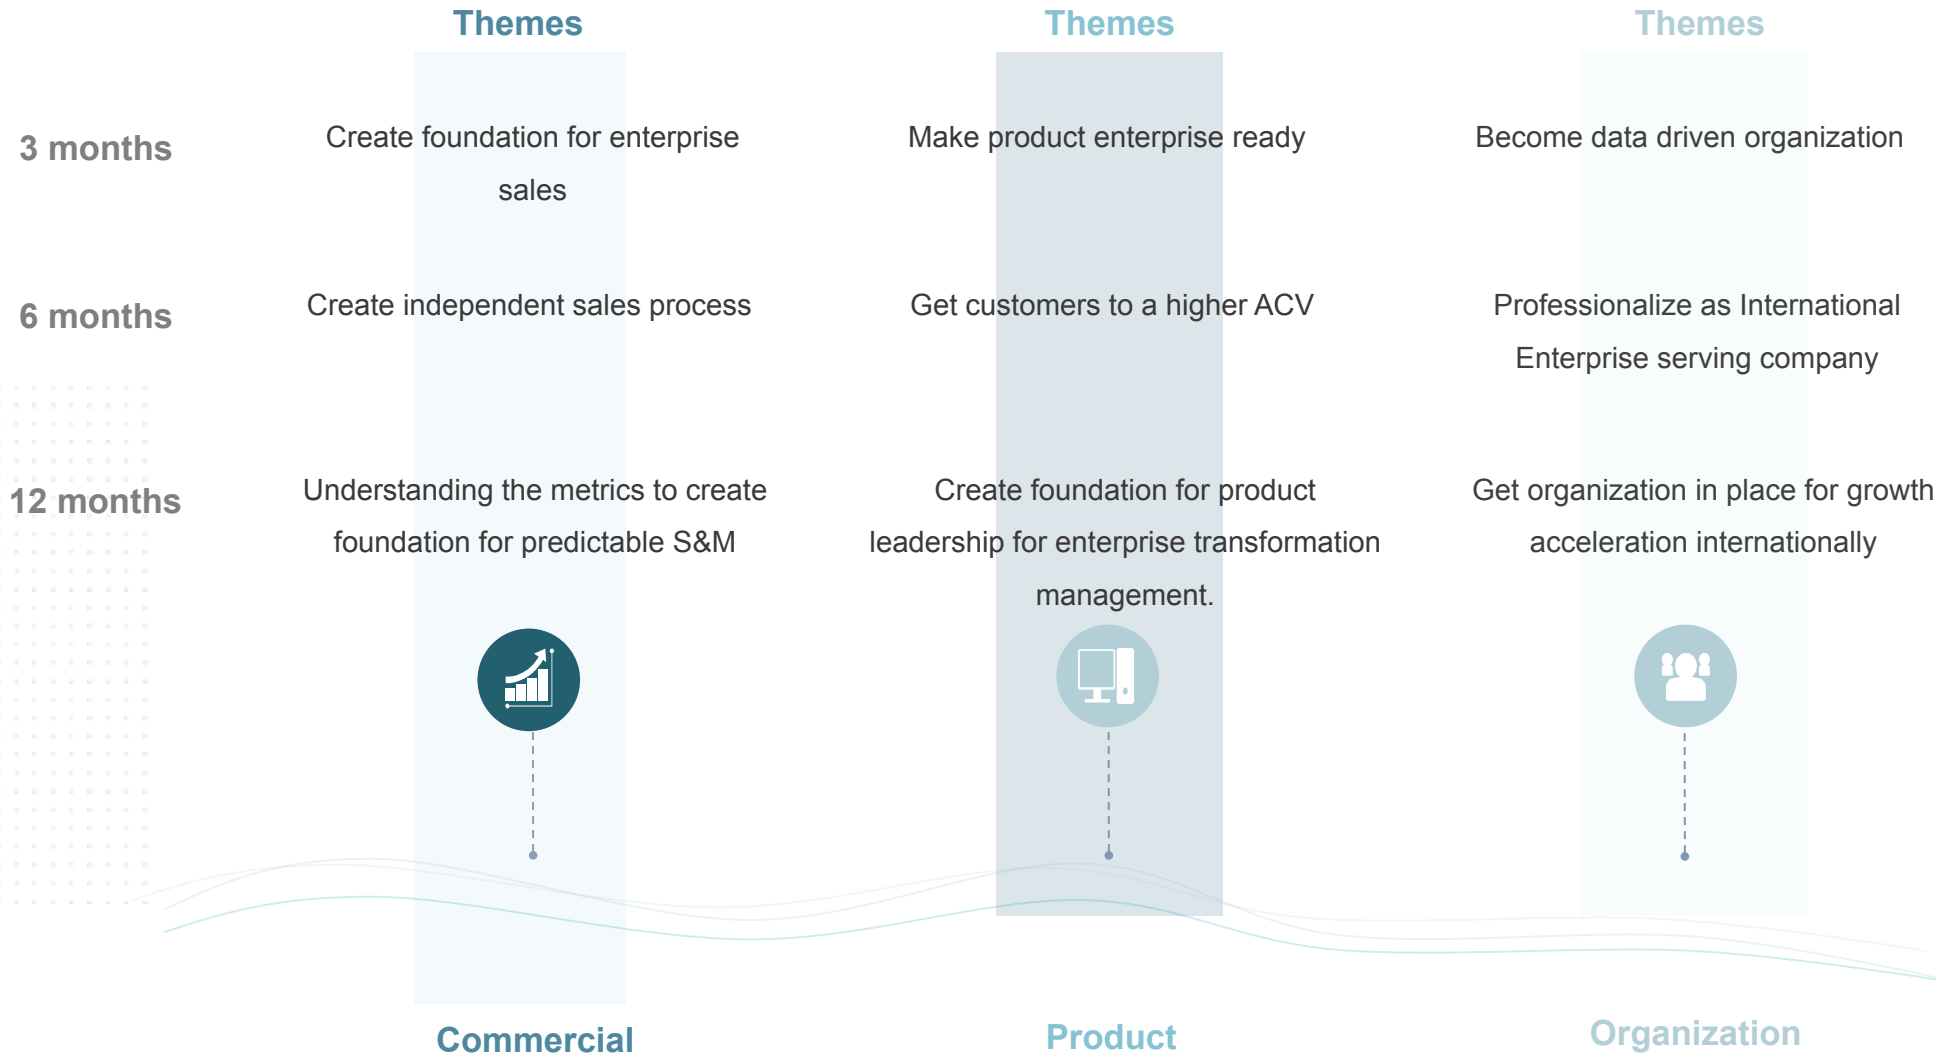 Themes
Themes
Themes
3 months
Create foundation for enterprise
sales
Make product enterprise ready
Become data driven organization
6 months
Create independent sales process
Get customers to a higher ACV
Professionalize as International
Enterprise serving company
12 months
Understanding the metrics to create
foundation for predictable S&M
Create foundation for product
leadership for enterprise transformation
management.
Get organization in place for growth
acceleration internationally
Commercial
Product
Organization